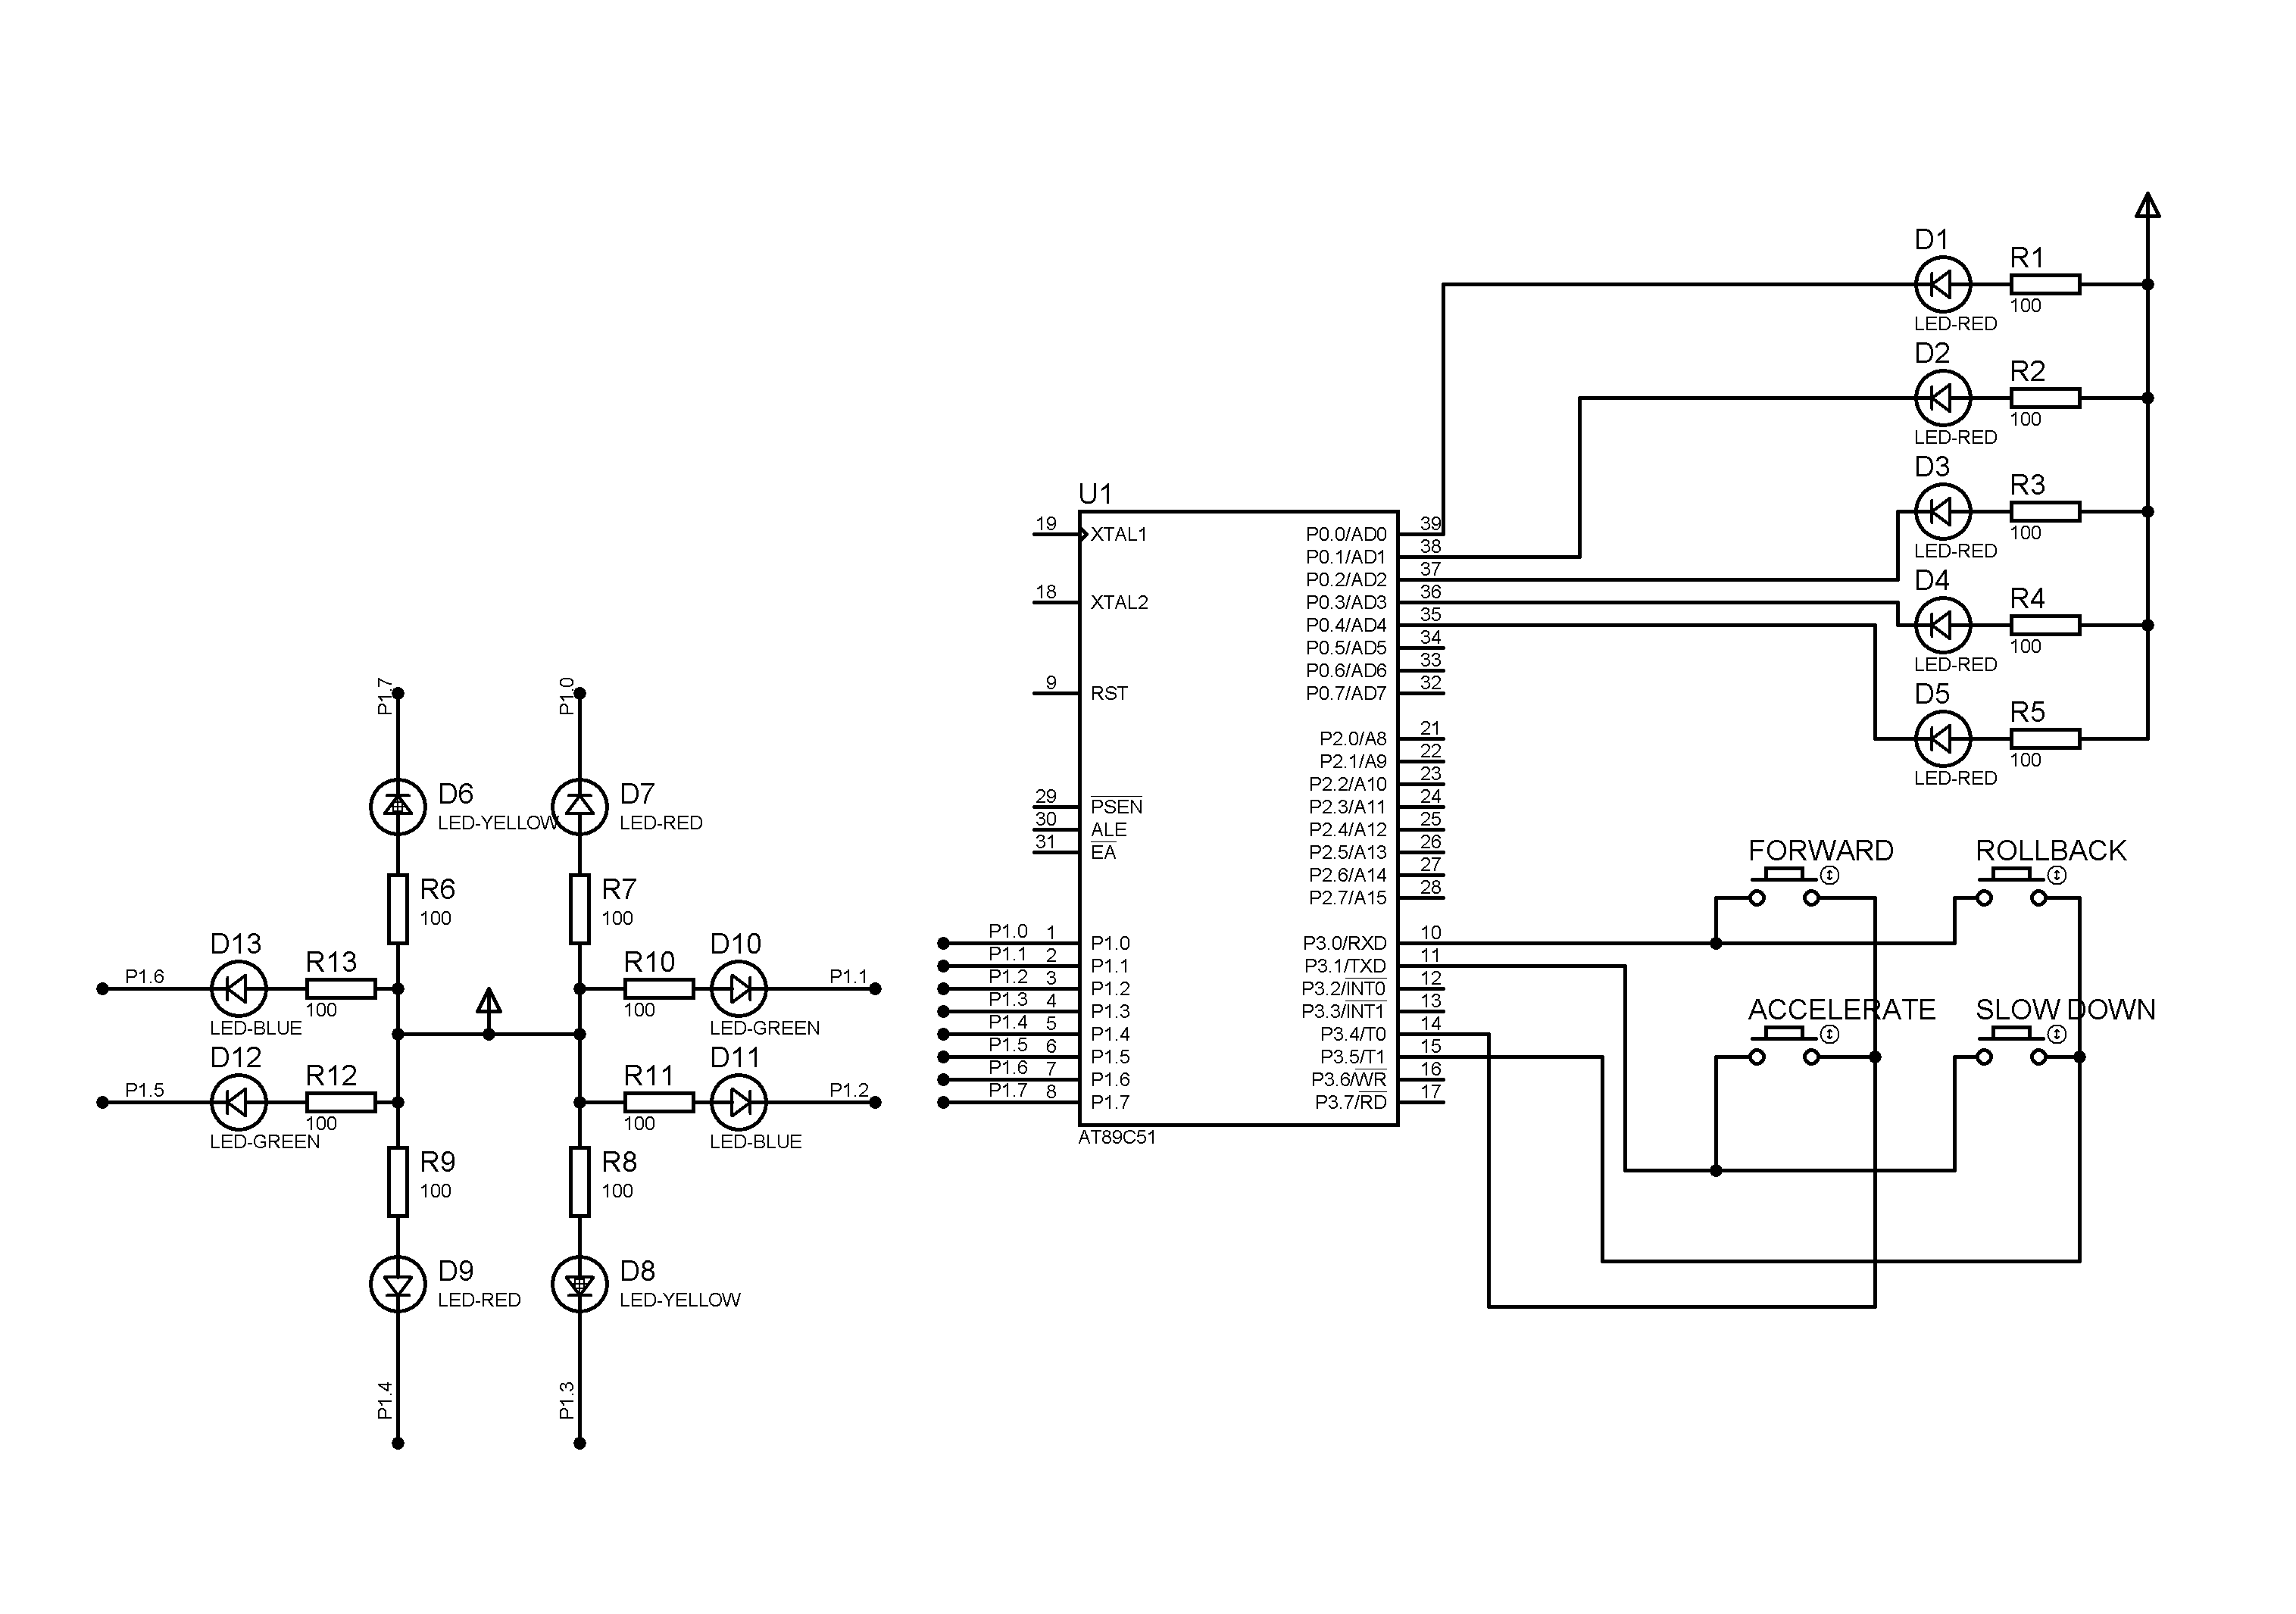 D1
R1
100
LED-RED
D2
R2
100
LED-RED
D3
R3
100
LED-RED
D4
R4
100
LED-RED
D5
R5
100
LED-RED
U1
19
XTAL1
18
XTAL2
9
RST
29
PSEN
30
ALE
31
EA
P1.0 1 P1.0
P1.1 2 P1.1
P1.2 3 P1.2
P1.3 4 P1.3
P1.4 5 P1.4
P1.5 6 P1.5
P1.6 7 P1.6
P1.7 8 P1.7
P0.0/AD0 39
P0.1/AD1 38
P0.2/AD2 37
P0.3/AD3 36
P0.4/AD4 35
P0.5/AD5 34
P0.6/AD6 33
P0.7/AD7 32
P2.0/A8 21
P2.1/A9 22
P2.2/A10 23
P2.3/A11 24
P2.4/A12 25
P2.5/A13 26
P2.6/A14 27
P2.7/A15 28
P3.0/RXD 10
P3.1/TXD 11
P3.2/INT0 12
P3.3/INT1 13
P3.4/T0 14
P3.5/T1 15
P3.6/WR 16
P3.7/RD 17
AT89C51
FORWARD
ROLLBACK
ACCELERATE
SLOW DOWN
P1.7
P1.0
D6
LED-YELLOW
D7
LED-RED
R6
100
R7
100
D13
R13
P1.6
100
LED-BLUE
R10
D10
P1.1
100
LED-GREEN
D12
R12
P1.5
100
LED-GREEN
R11
D11
P1.2
100
LED-BLUE
R9
100
R8
100
D9
LED-RED
D8
LED-YELLOW
P1.4
P1.3